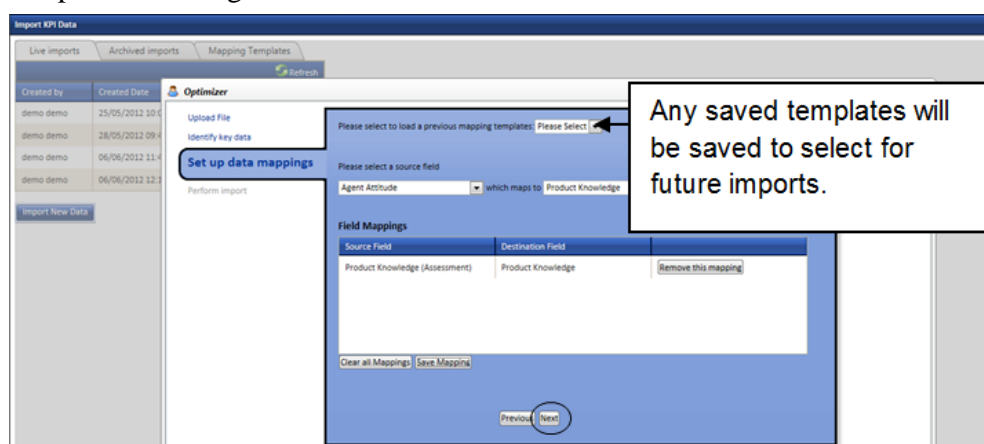 Import KPI Data
Live imports Archived imports Mapping Templates
Refresh
Created by Created Date
Optimizer
demo demo 25/05/2012 10:0
demo demo 28/05/2012 09:4
demo demo 06/06/2012 11:4
demo demo 06/06/2012 12:1
Import New Data
Upload File
Identify key data
Set up data mappings
Perform import
Please select to load a previous mapping templates: Please Select
Please select a source field
Agent Attitude which maps to Product Knowledge
Field Mappings
Source Field Destination Field
Product Knowledge (Assessment) Product Knowledge Remove this mapping
Clear all Mappings Save Mapping
Previous Next
Any saved templates will
be saved to select for
future imports.